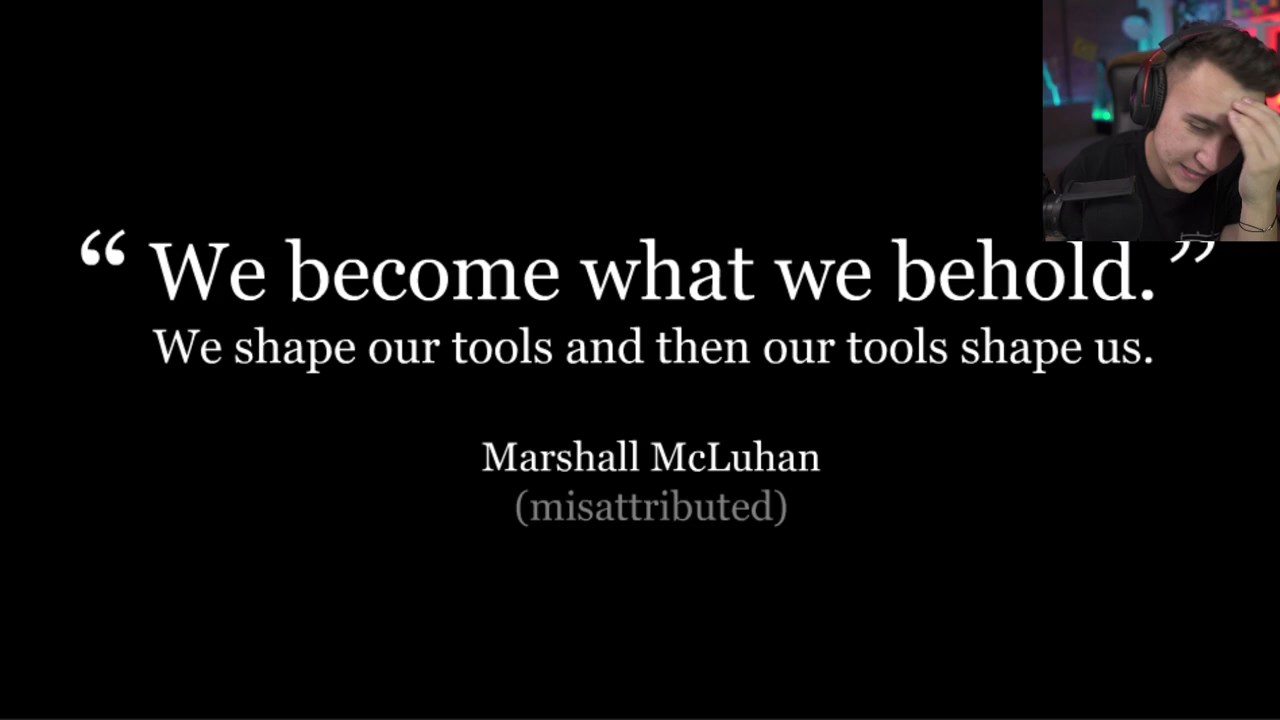 “ We become what we behold. ”
We shape our tools and then our tools shape us.
Marshall McLuhan
(misattributed)